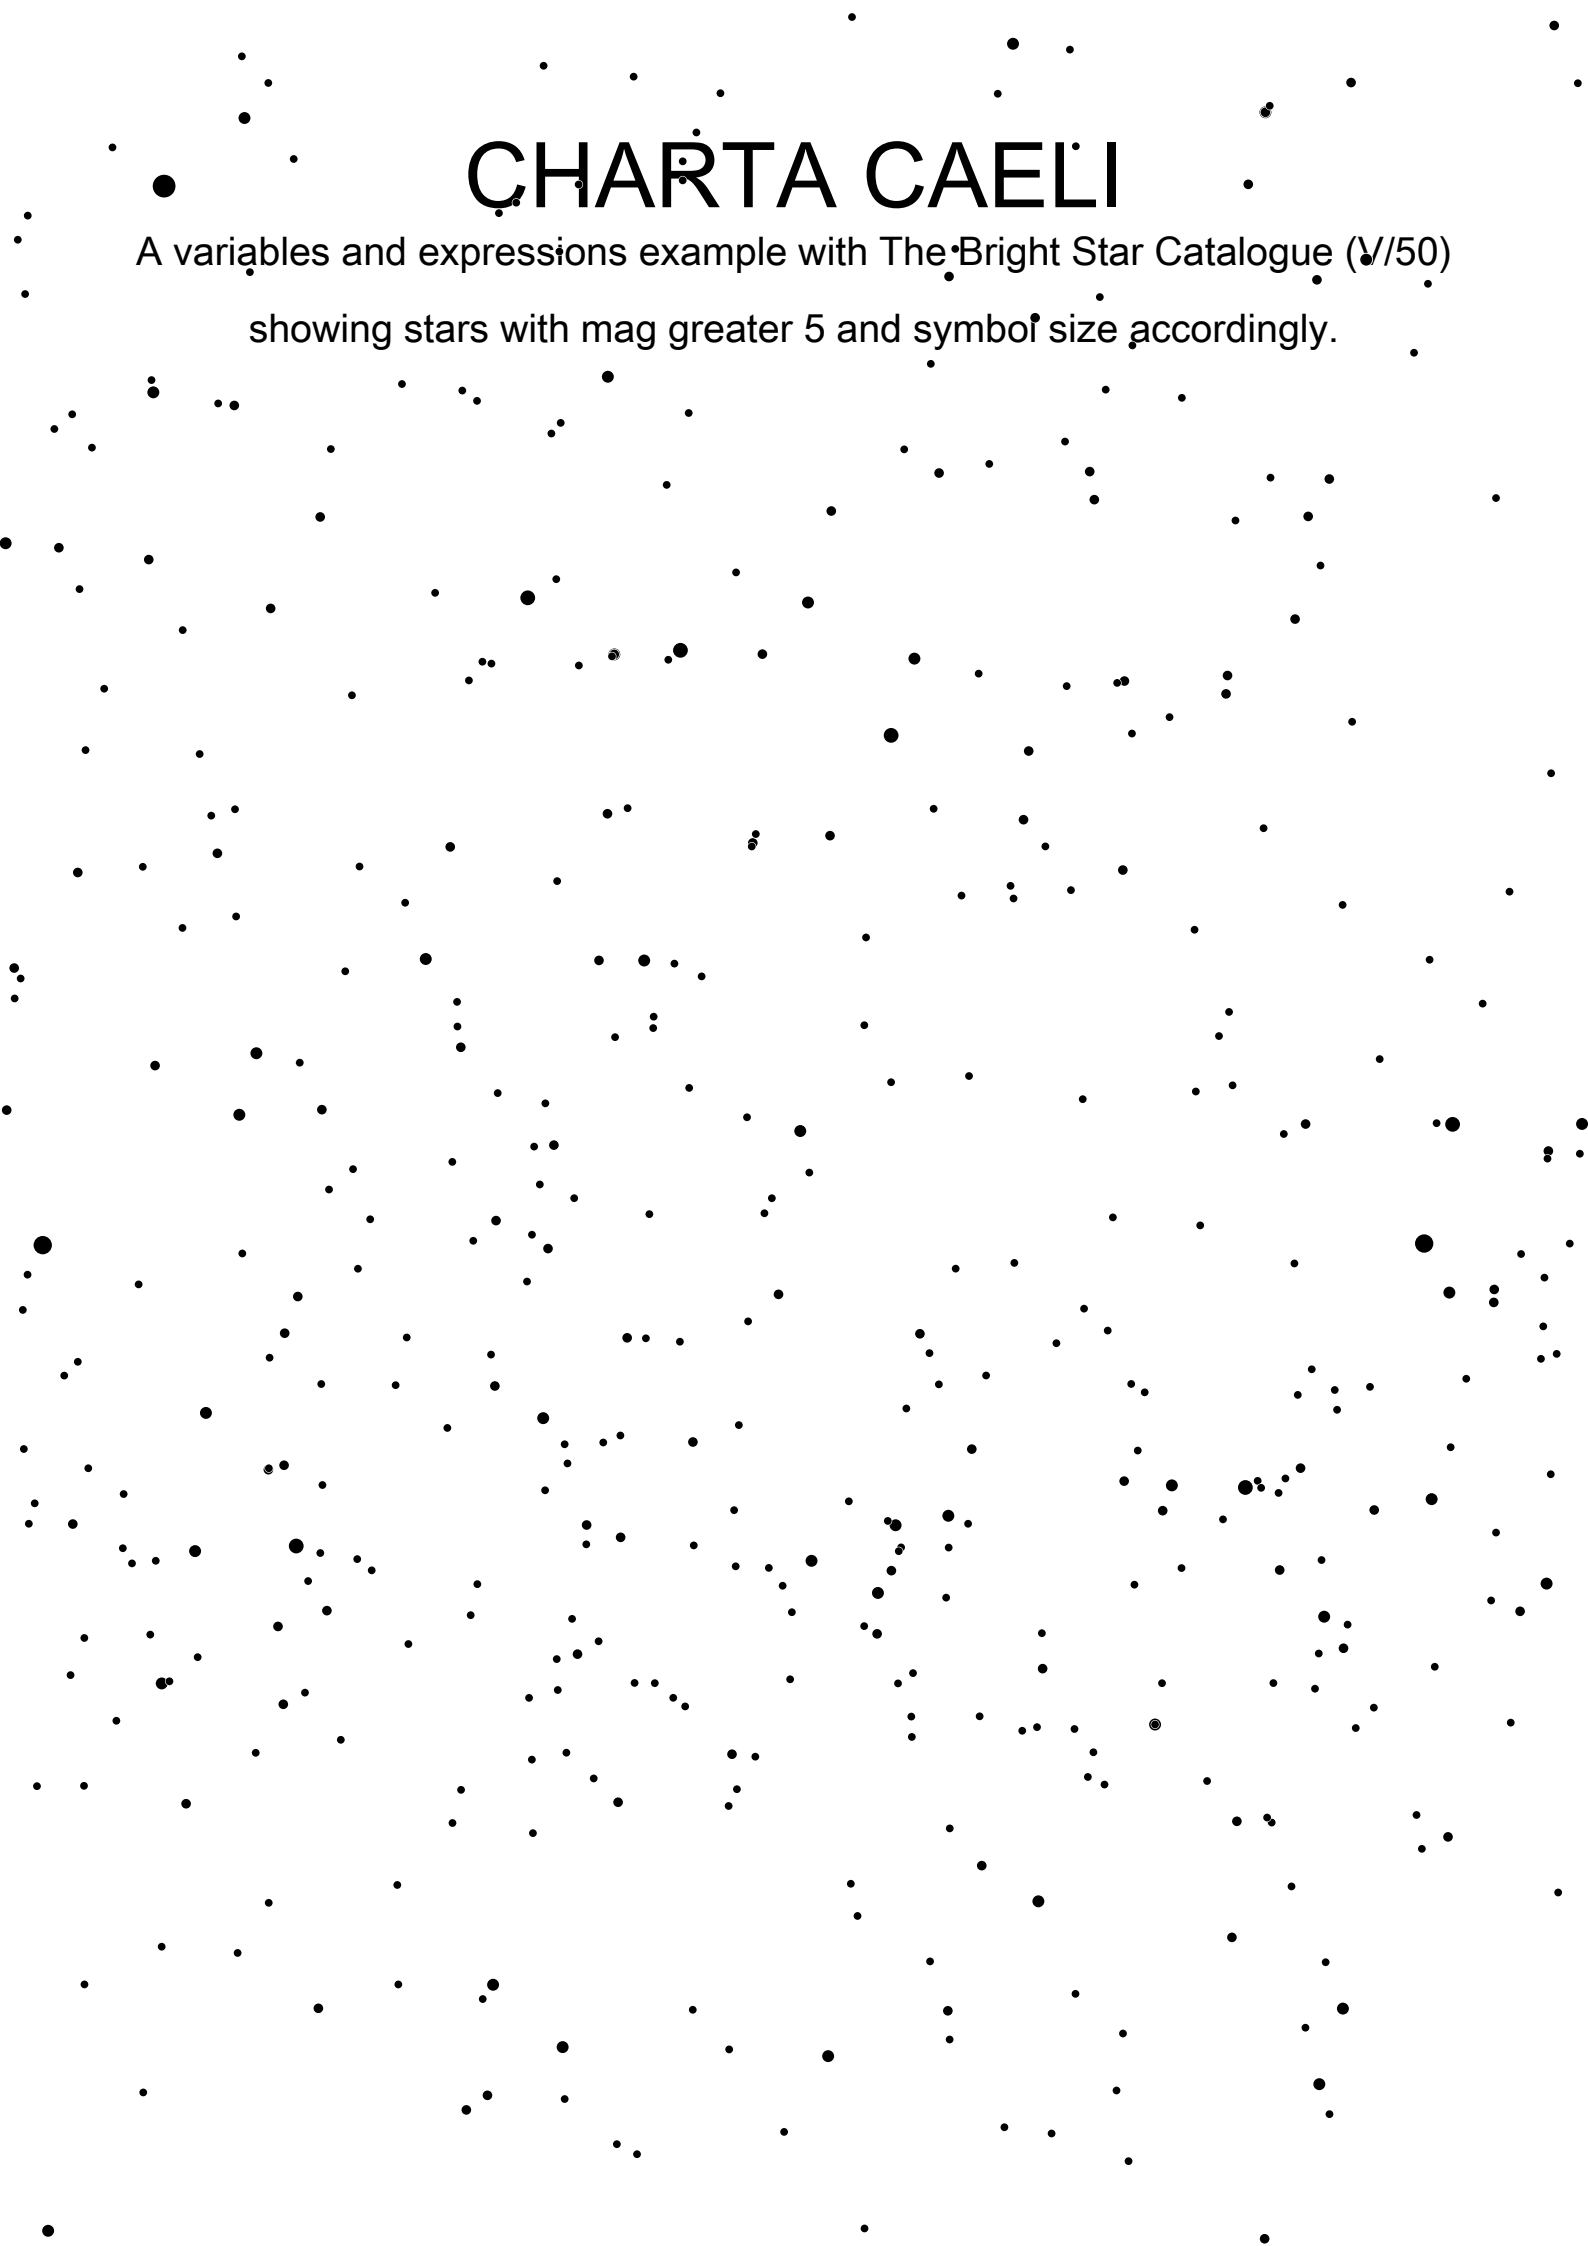 CHARTA CAELI
A variables and expressions example with The Bright Star Catalogue (V/50)
showing stars with mag greater 5 and symbol size accordingly.